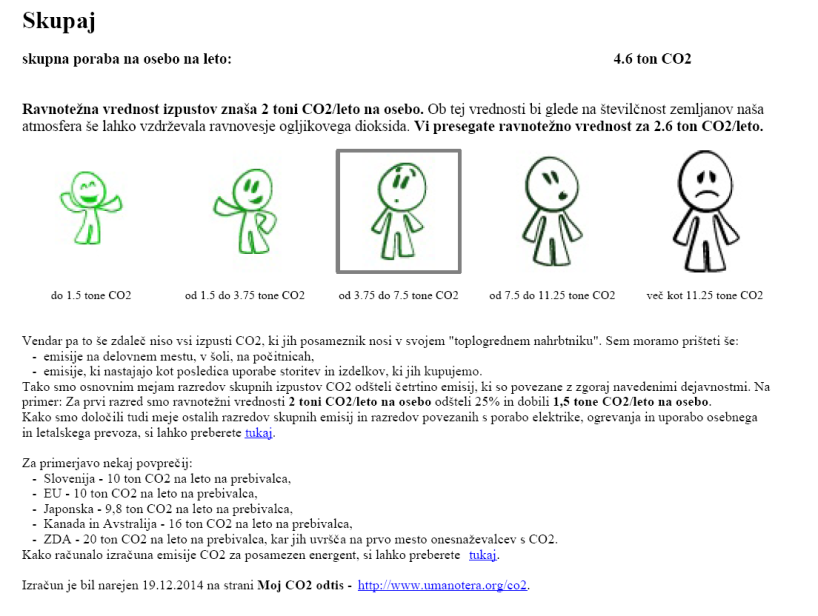 Skupaj
skupna poraba na osebo na leto: 4.6 ton CO2
Ravnotežna vrednost izpustov znaša 2 toni CO2/leto na osebo. Ob tej vrednosti bi glede na številčnost zemljanov naša
atmosfera še lahko vzdrževala ravnovesje ogljikovega dioksida. Vi presegate ravnotežno vrednost za 2.6 ton CO2/leto.
do 1.5 tone CO2 od 1.5 do 3.75 tone CO2 od 3.75 do 7.5 tone CO2 od 7.5 do 11.25 tone CO2 več kot 11.25 tone CO2
Vendar pa to še zdaleč niso vsi izpusti CO2, ki jih posameznik nosi v svojem "toplogrednem nahrbtniku". Sem moramo prišteti še:
- emisije na delovnem mestu, v šoli, na počitnicah,
- emisije, ki nastajajo kot posledica uporabe storitev in izdelkov, ki jih kupujemo.
Tako smo osnovnim mejam razredov skupnih izpustov CO2 odšteli četrtino emisij, ki so povezane z zgoraj navedenimi dejavnostmi. Na
primer: Za prvi razred smo ravnotežni vrednosti 2 toni CO2/leto na osebo odšteli 25% in dobili 1,5 tone CO2/leto na osebo.
Kako smo določili tudi meje ostalih razredov skupnih emisij in razredov povezanih s porabo elektrike, ogrevanja in uporabo osebnega
in letalskega prevoza, si lahko preberete tukaj.
Za primerjavo nekaj povprečij:
- Slovenija - 10 ton CO2 na leto na prebivalca,
- EU - 10 ton CO2 na leto na prebivalca,
- Japonska - 9,8 ton CO2 na leto na prebivalca,
- Kanada in Avstralija - 16 ton CO2 na leto na prebivalca,
- ZDA - 20 ton CO2 na leto na prebivalca, kar jih uvršča na prvo mesto onesnaževalcev s CO2.
Kako računalo izračuna emisije CO2 za posamezen energent, si lahko preberete tukaj.
Izračun je bil narejen 19.12.2014 na strani Moj CO2 odtis - http://www.umanotera.org/co2.